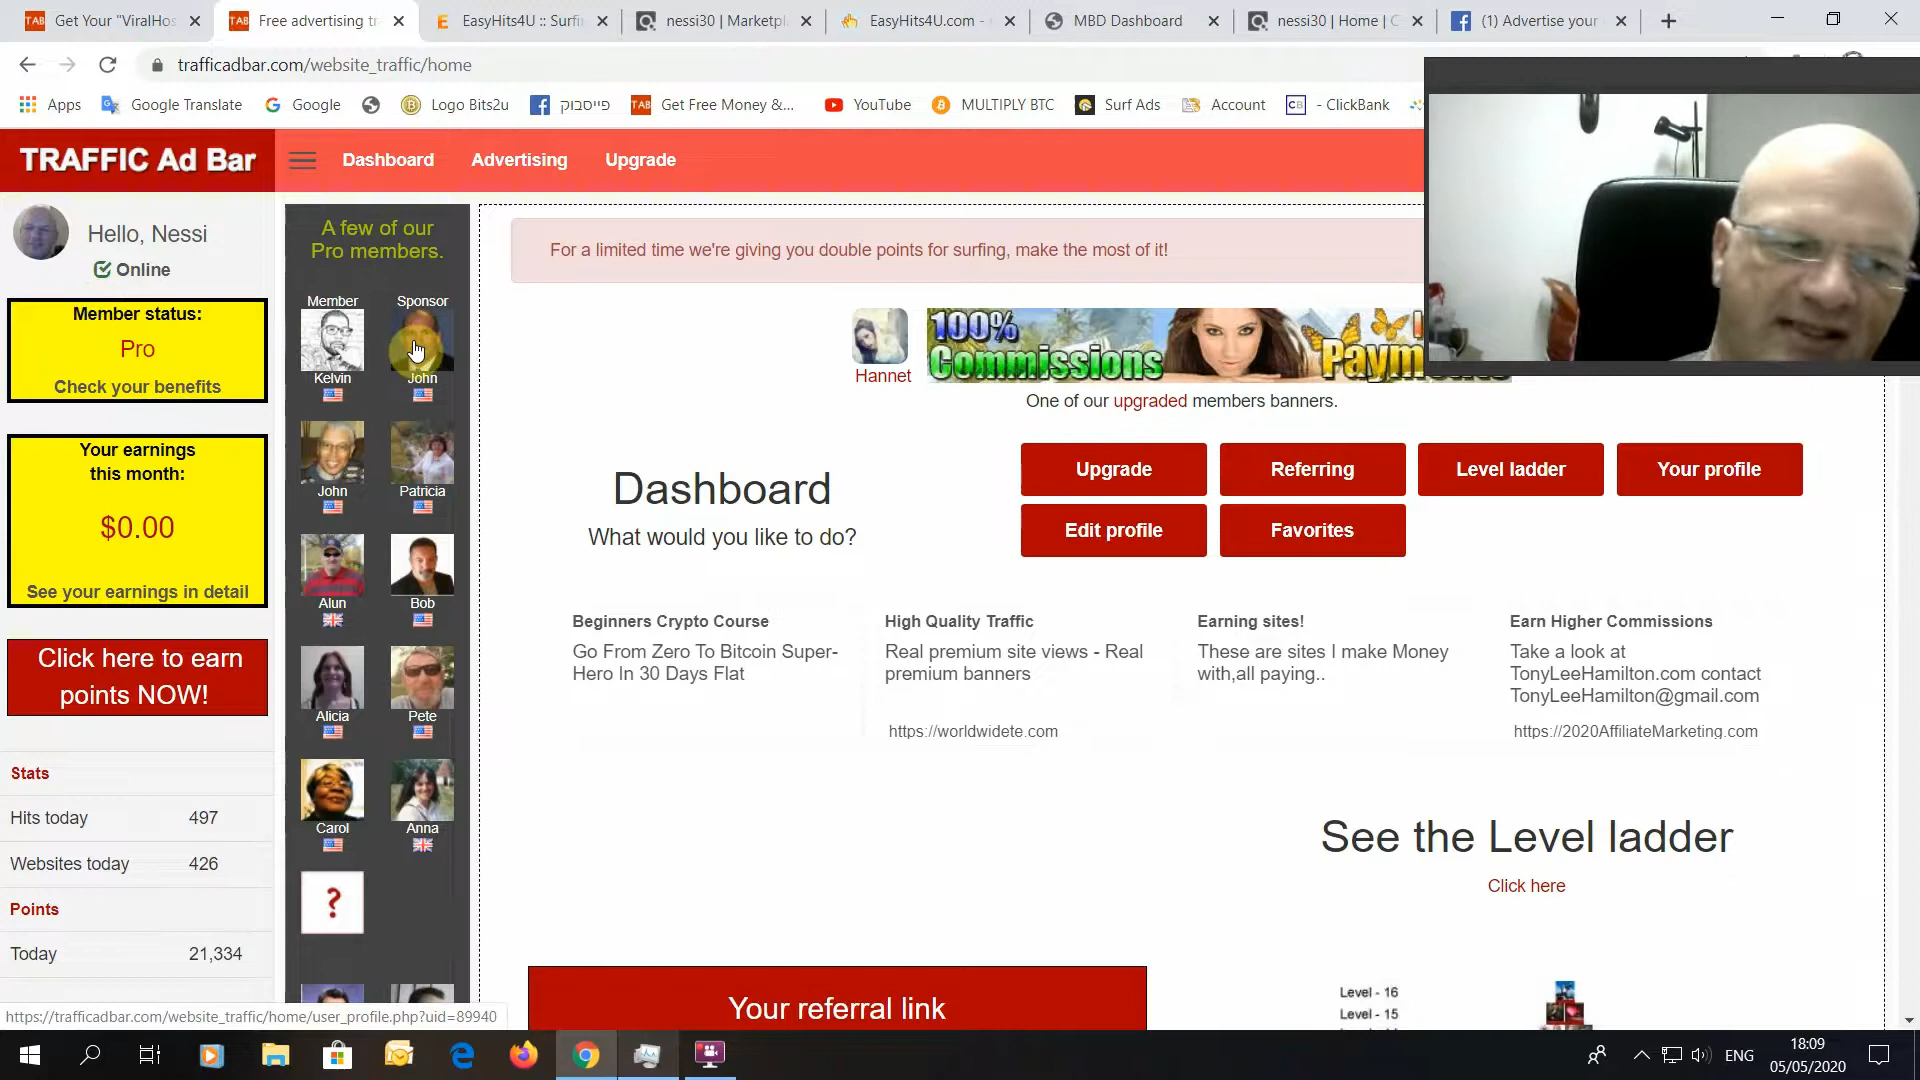 Get Your "ViralHos
Free advertising tr
EasyHits4U :: Surfin
nessi30 | Marketpl
EasyHits4U.com -
MBD Dashboard
nessi30 | Home | C
(1) Advertise your
trafficadbar.com/website_traffic/home
Apps
Google Translate
Google
Logo Bits2u
פייסבוק
Get Free Money &...
YouTube
MULTIPLY BTC
Surf Ads
Account
- ClickBank
TRAFFIC Ad Bar
Dashboard
Advertising
Upgrade
Hello, Nessi
Online
Member status:
Pro
Check your benefits
Your earnings
this month:
$0.00
See your earnings in detail
Click here to earn
points NOW!
Stats
Hits today 497
Websites today 426
Points
Today 21,334
A few of our
Pro members.
Member Sponsor
Kelvin John
John Patricia
Alun Bob
Alicia Pete
Carol Anna
?
For a limited time we're giving you double points for surfing, make the most of it!
Hannet
100%
Commissions
One of our upgraded members banners.
Dashboard
What would you like to do?
Upgrade
Referring
Level ladder
Your profile
Edit profile
Favorites
Beginners Crypto Course
Go From Zero To Bitcoin Super-
Hero In 30 Days Flat
High Quality Traffic
Real premium site views - Real
premium banners
https://worldwidete.com
Earning sites!
These are sites I make Money
with,all paying..
Earn Higher Commissions
Take a look at
TonyLeeHamilton.com contact
TonyLeeHamilton@gmail.com
https://2020AffiliateMarketing.com
See the Level ladder
Click here
Your referral link
Level - 16
Level - 15
https://trafficadbar.com/website_traffic/home/user_profile.php?uid=89940
ENG
18:09
05/05/2020